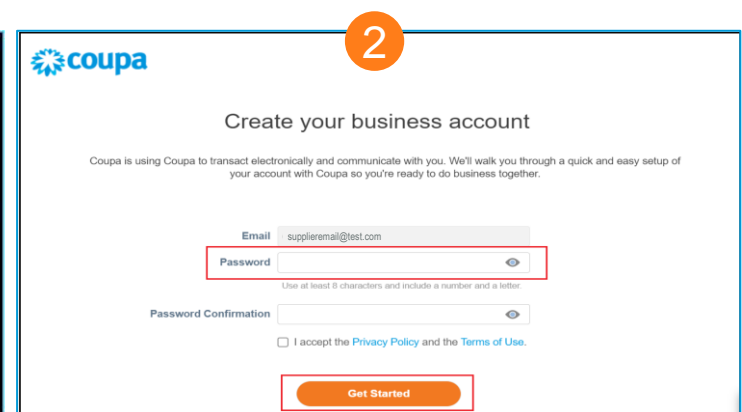 2
coupa
Create your business account
Coupa is using Coupa to transact electronically and communicate with you. We'll walk you through a quick and easy setup of
your account with Coupa so you're ready to do business together.
Email supplieremail@test.com
Password
Use at least 8 characters and include a number and a letter.
Password Confirmation
I accept the Privacy Policy and the Terms of Use.
Get Started